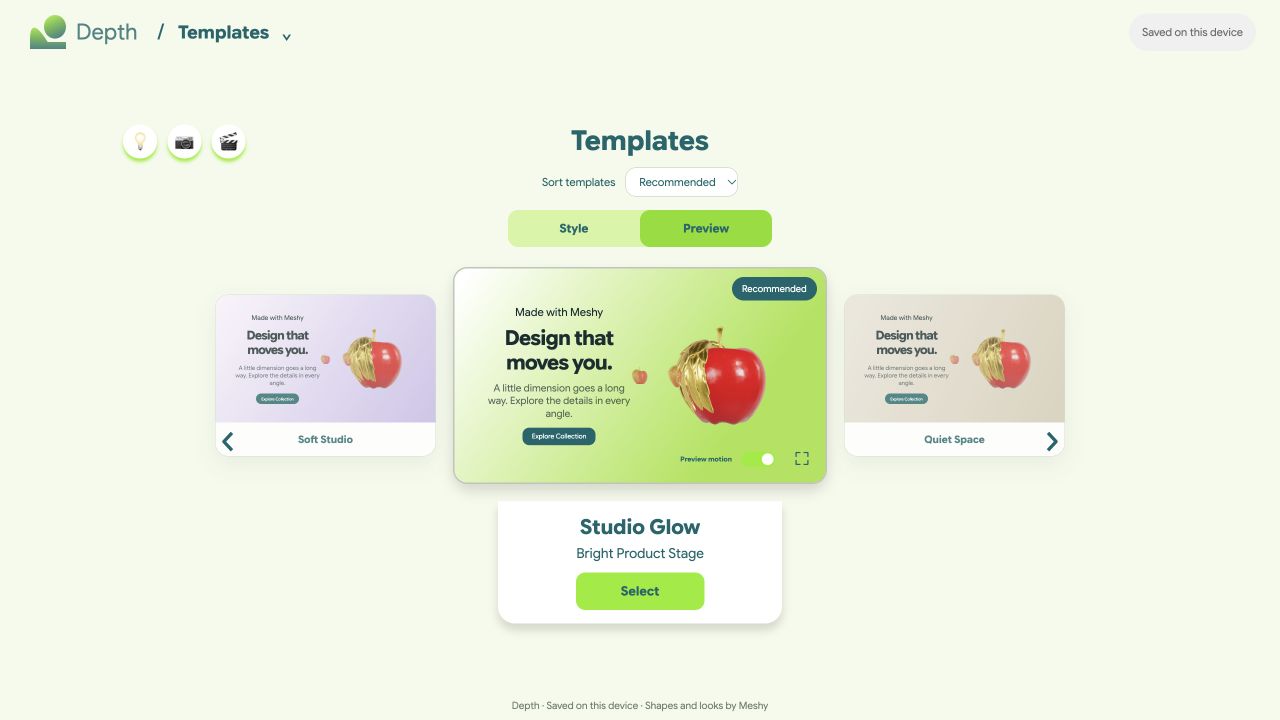 Depth / Templates
Saved on this device
Templates
Sort templates Recommended
Style Preview
Made with Meshy
Design that
moves you.
A little dimension goes a long
way. Explore the details in every
angle.
Explore Collection
Soft Studio
Recommended
Made with Meshy
Design that
moves you.
A little dimension goes a long
way. Explore the details in every
angle.
Explore Collection
Preview motion
Made with Meshy
Design that
moves you.
A little dimension goes a long
way. Explore the details in every
angle.
Explore Collection
Quiet Space
Studio Glow
Bright Product Stage
Select
Depth · Saved on this device · Shapes and looks by Meshy